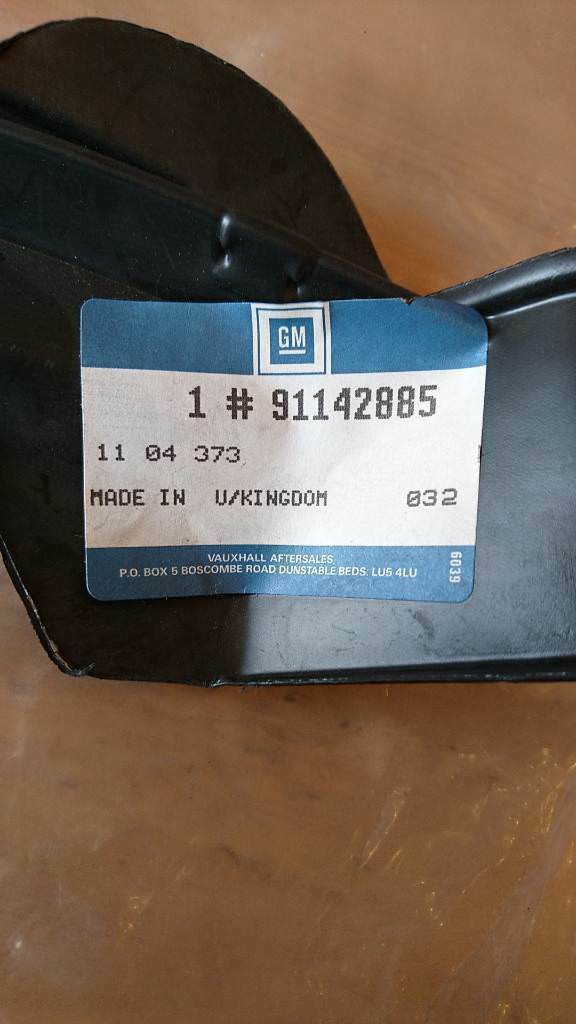 GM
1 # 91142885
11 04 373
MADE IN U/KINGDOM 032
VAUXHALL AFTERSALES
P.O. BOX 5 BOSCOMBE ROAD DUNSTABLE BEDS. LU5 4LU
6039